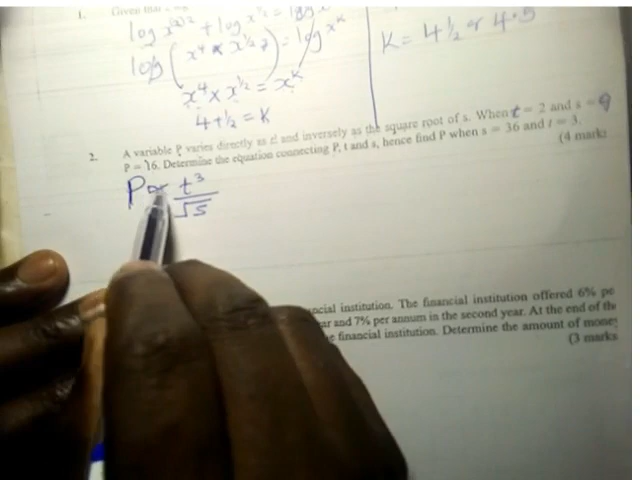 1. Given that
log x⁽²⁾² + log x^½ = log x
log (x⁴ × x^½) = log x^k
x⁴ × x^½ = x^k
4 + ½ = K
K = 4 ½ or 4.5
2. A variable P varies directly as t³ and inversely as the square root of s. When t = 2 and s = 9
P = 16. Determine the equation connecting P, t and s, hence find P when s = 36 and t = 3.
(4 marks
P ∝ t³
√s
ncial institution. The financial institution offered 6% pe
ar and 7% per annum in the second year. At the end of the
e financial institution. Determine the amount of money
(3 marks